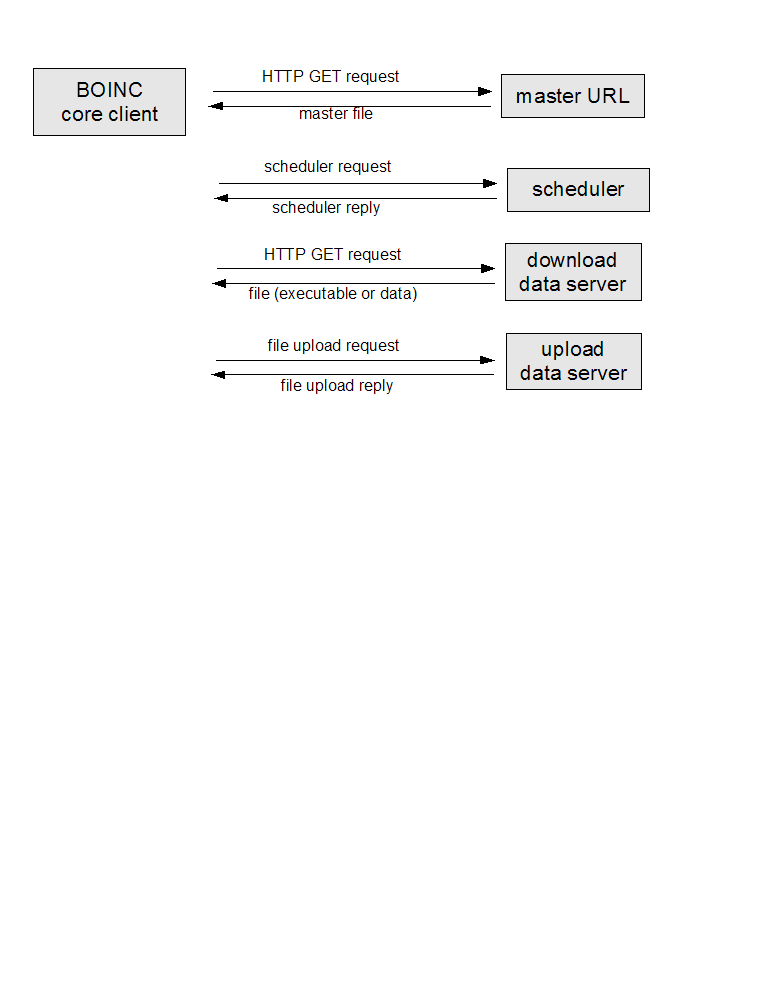 BOINC
core client
HTTP GET request
master file
master URL
scheduler request
scheduler reply
scheduler
HTTP GET request
file (executable or data)
download
data server
file upload request
file upload reply
upload
data server